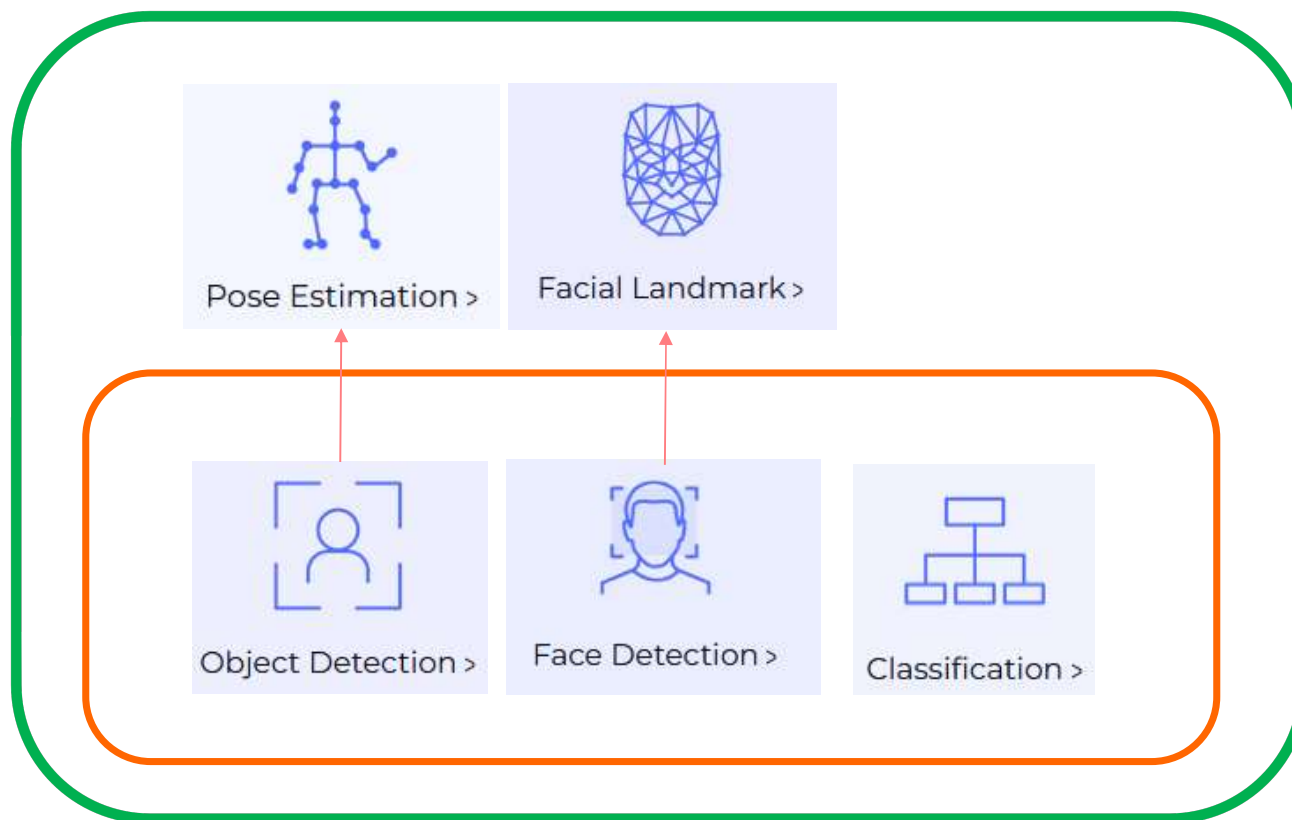 Pose Estimation >
Facial Landmark >
Object Detection >
Face Detection >
Classification >